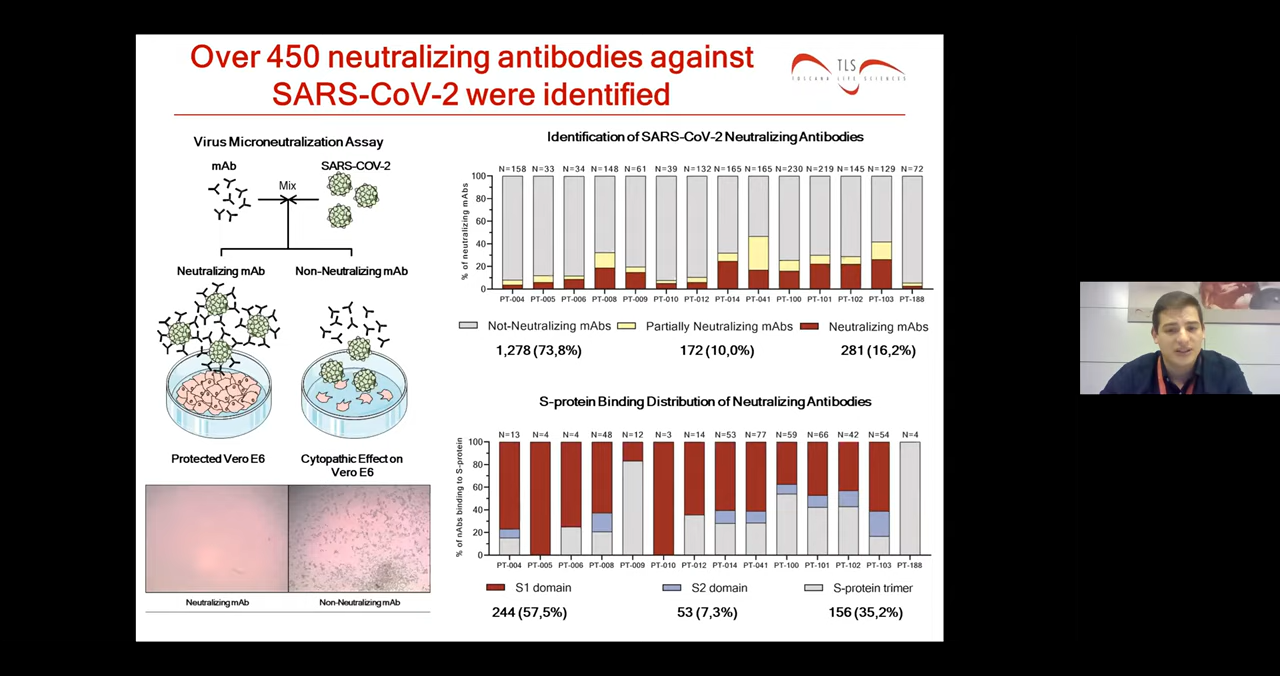 Over 450 neutralizing antibodies against
SARS-CoV-2 were identified
TLS
TOSCANA LIFE SCIENCES
Virus Microneutralization Assay
mAb
SARS-COV-2
Mix
Neutralizing mAb
Non-Neutralizing mAb
Protected Vero E6
Cytopathic Effect on
Vero E6
Neutralizing mAb
Non-Neutralizing mAb
Identification of SARS-CoV-2 Neutralizing Antibodies
N=158 N=33 N=34 N=148 N=61 N=39 N=132 N=165 N=165 N=230 N=219 N=145 N=129 N=72
% of neutralizing mAbs
100
80
60
40
20
0
PT-004 PT-005 PT-006 PT-008 PT-009 PT-010 PT-012 PT-014 PT-041 PT-100 PT-101 PT-102 PT-103 PT-188
Not-Neutralizing mAbs Partially Neutralizing mAbs Neutralizing mAbs
1,278 (73,8%) 172 (10,0%) 281 (16,2%)
S-protein Binding Distribution of Neutralizing Antibodies
N=13 N=4 N=4 N=48 N=12 N=3 N=14 N=53 N=77 N=59 N=66 N=42 N=54 N=4
% of nAbs binding to S-protein
100
80
60
40
20
0
PT-004 PT-005 PT-006 PT-008 PT-009 PT-010 PT-012 PT-014 PT-041 PT-100 PT-101 PT-102 PT-103 PT-188
S1 domain S2 domain S-protein trimer
244 (57,5%) 53 (7,3%) 156 (35,2%)